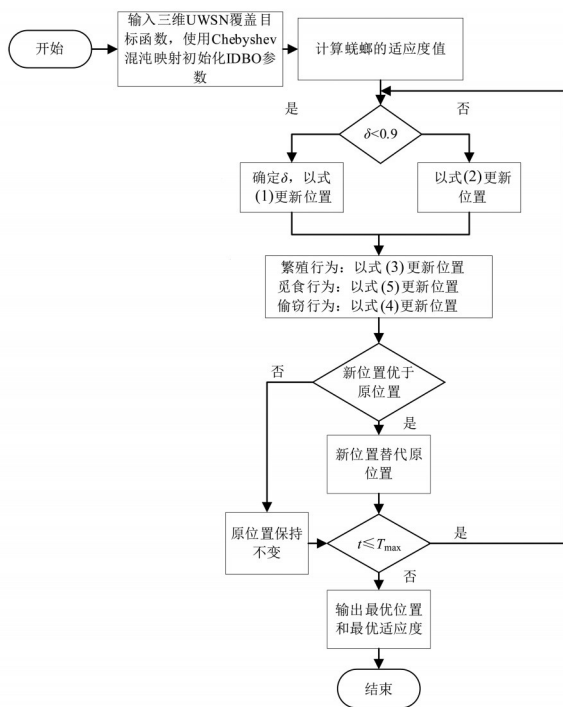 开始
输入三维UWSN覆盖目
标函数，使用Chebyshev
混沌映射初始化IDBO参
数
计算蜣螂的适应度值
是
否
δ<0.9
确定δ，以式
(1)更新位置
以式(2)更新
位置
繁殖行为：以式(3)更新位置
觅食行为：以式(5)更新位置
偷窃行为：以式(4)更新位置
否
新位置优于
原位置
是
新位置替代原
位置
原位置保持
不变
t≤Tmax
是
否
输出最优位置
和最优适应度
结束